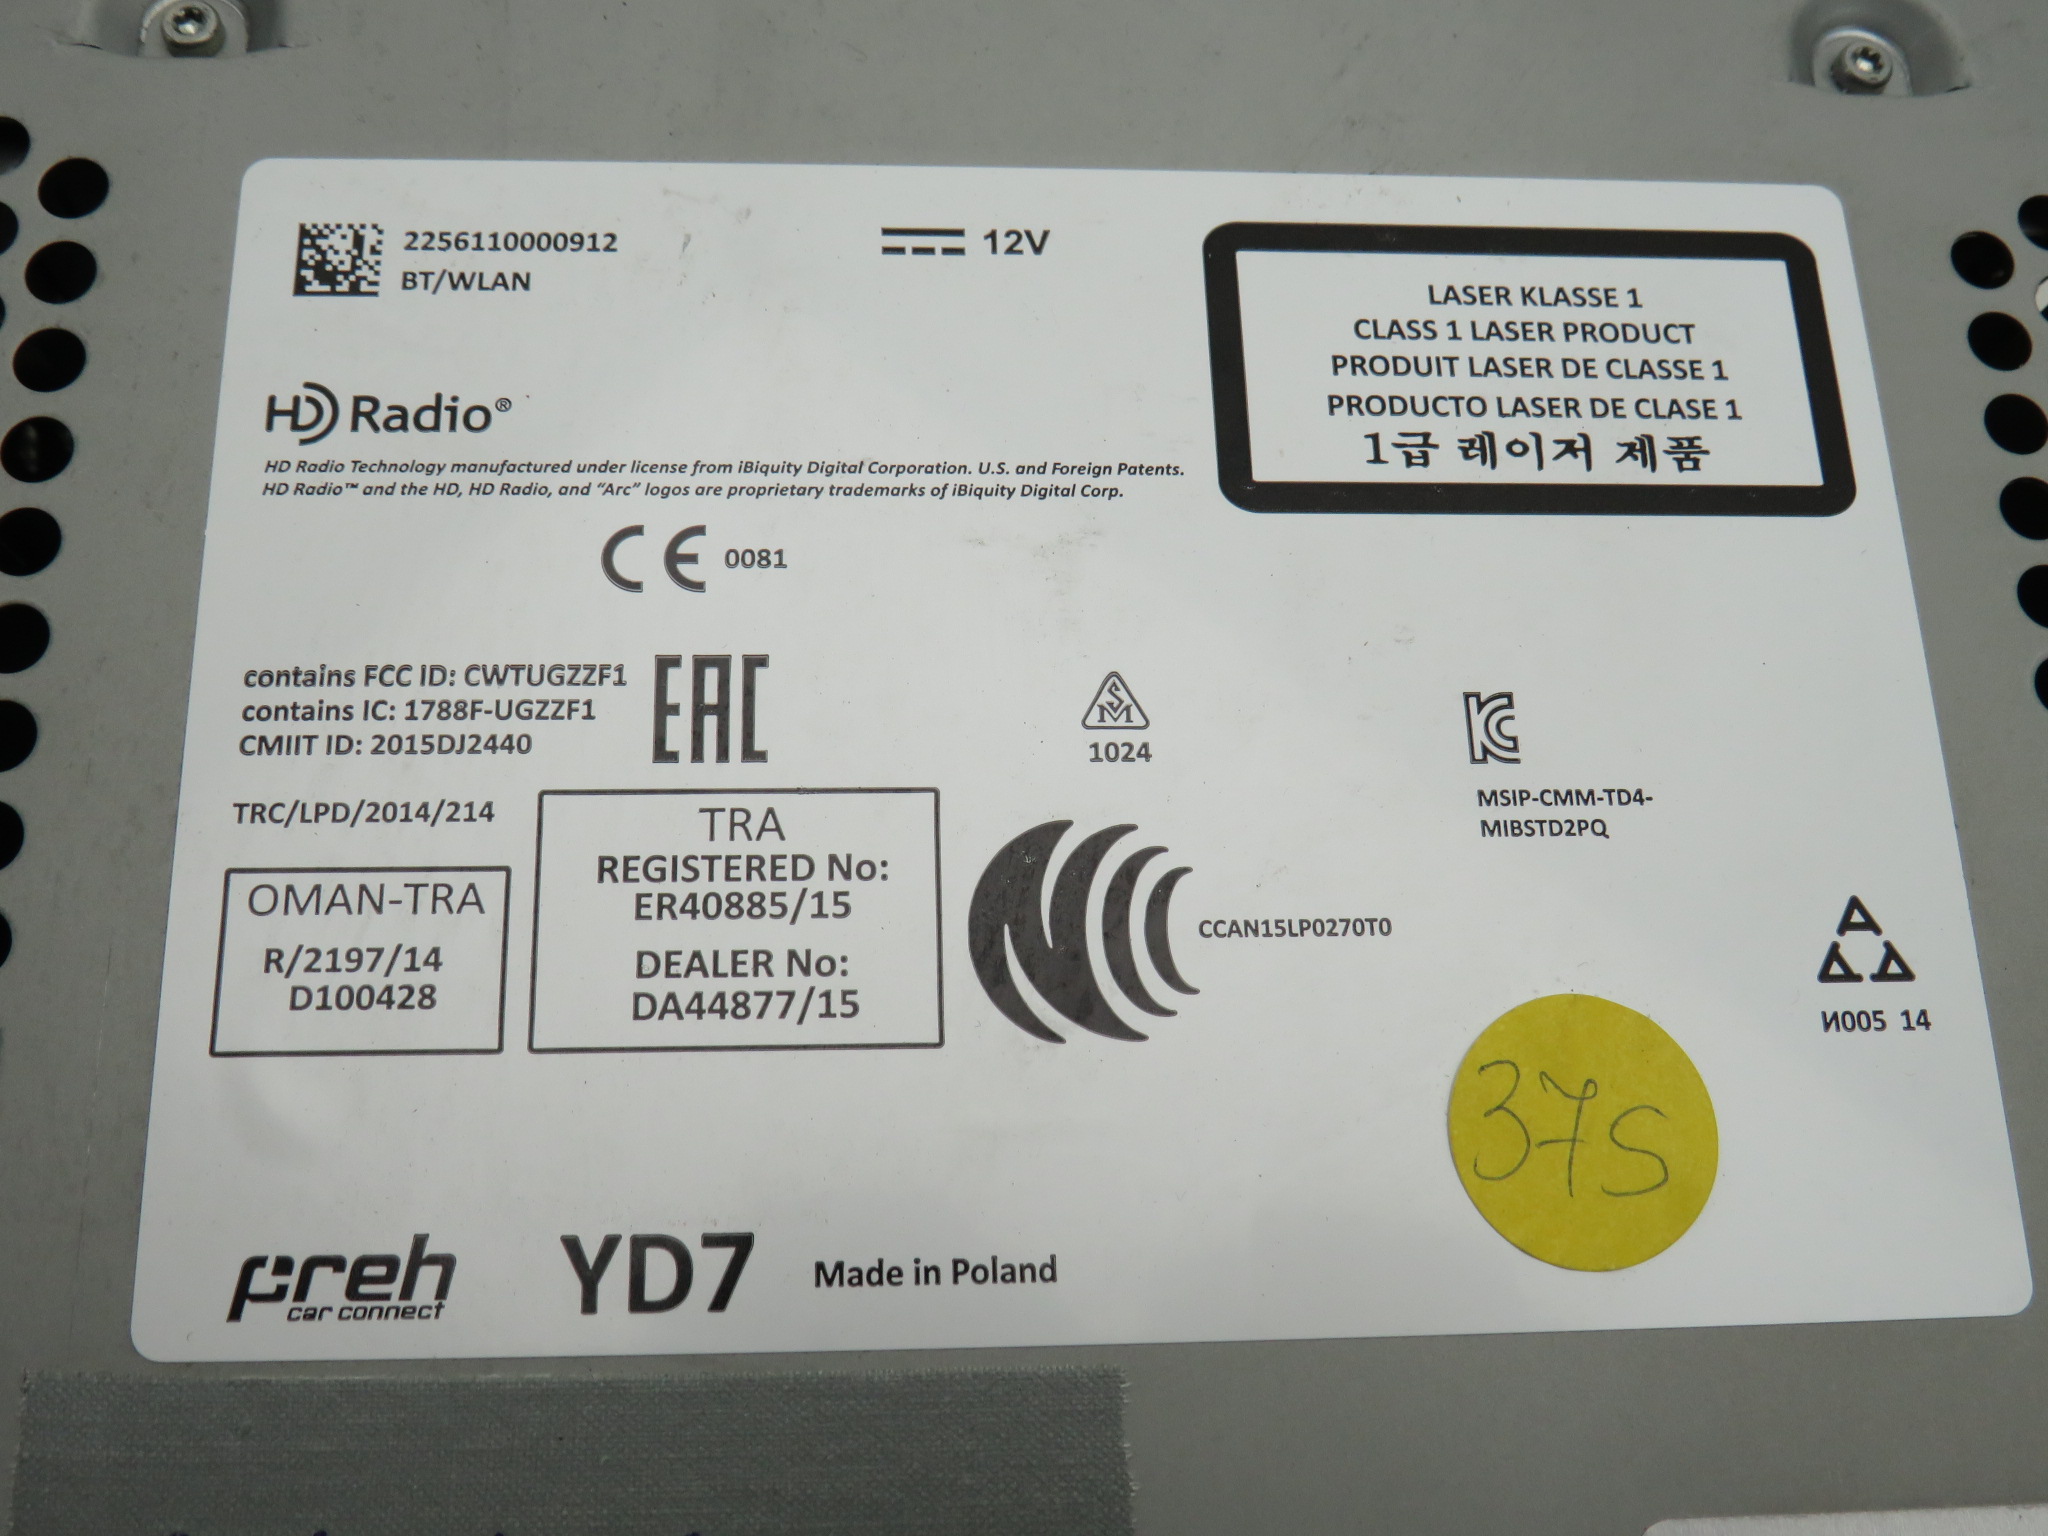 2256110000912
BT/WLAN
12V
LASER KLASSE 1
CLASS 1 LASER PRODUCT
PRODUIT LASER DE CLASSE 1
PRODUCTO LASER DE CLASE 1
1급 레이저 제품
HD Radio®
HD Radio Technology manufactured under license from iBiquity Digital Corporation. U.S. and Foreign Patents.
HD Radio™ and the HD, HD Radio, and “Arc” logos are proprietary trademarks of iBiquity Digital Corp.
CE 0081
contains FCC ID: CWTUGZZF1
contains IC: 1788F-UGZZF1
CMIIT ID: 2015DJ2440
EAC
SM
1024
KC
MSIP-CMM-TD4-
MIBSTD2PQ
TRC/LPD/2014/214
OMAN-TRA
R/2197/14
D100428
TRA
REGISTERED No:
ER40885/15
DEALER No:
DA44877/15
CCAN15LP0270T0
И005 14
37S
preh
car connect
YD7
Made in Poland